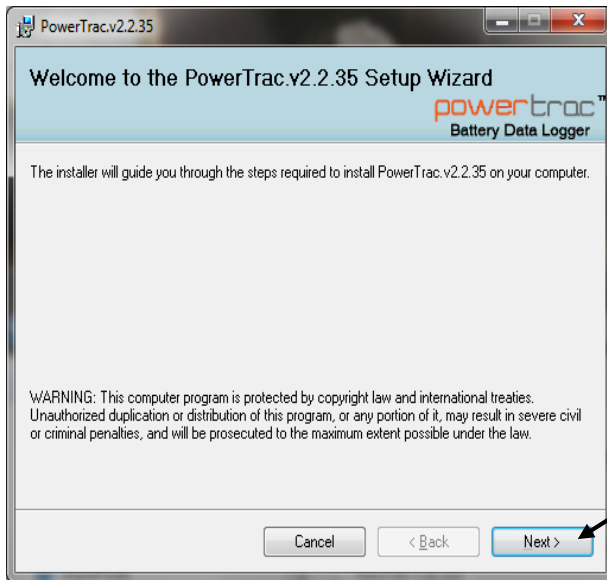 PowerTrac.v2.2.35
X
Welcome to the PowerTrac.v2.2.35 Setup Wizard
powertrac™
Battery Data Logger
The installer will guide you through the steps required to install PowerTrac.v2.2.35 on your computer.
WARNING: This computer program is protected by copyright law and international treaties.
Unauthorized duplication or distribution of this program, or any portion of it, may result in severe civil
or criminal penalties, and will be prosecuted to the maximum extent possible under the law.
Cancel
< Back
Next >